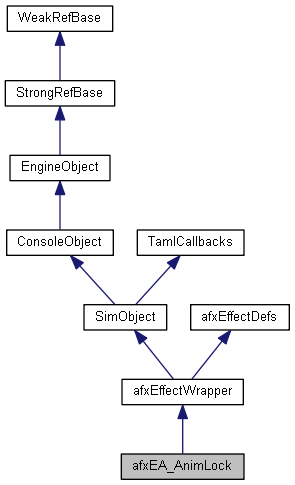 WeakRefBase
StrongRefBase
EngineObject
ConsoleObject
TamlCallbacks
SimObject
afxEffectDefs
afxEffectWrapper
afxEA_AnimLock